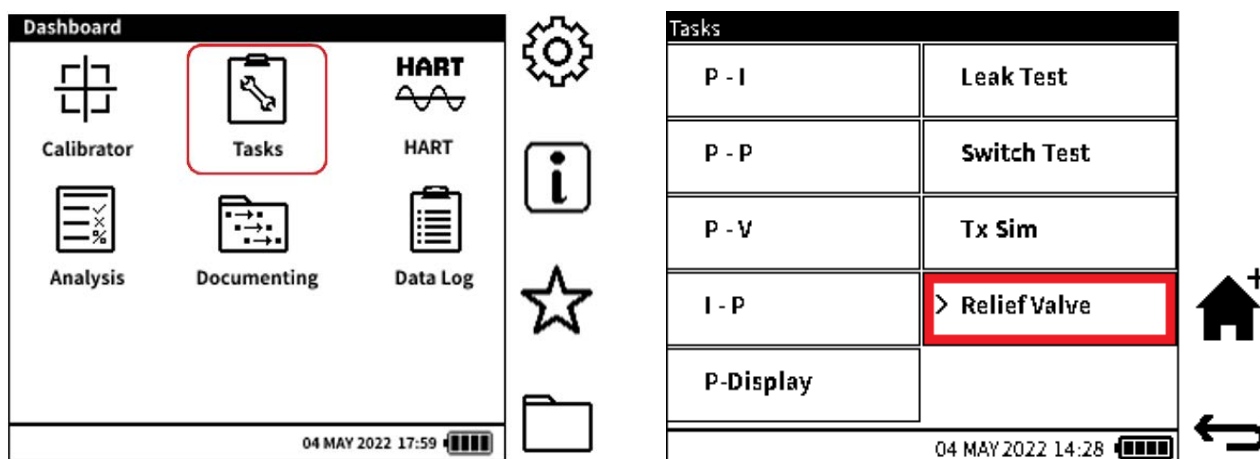 Dashboard
HART
Calibrator Tasks HART
Analysis Documenting Data Log
04 MAY 2022 17:59
Tasks
P - I Leak Test
P - P Switch Test
P - V Tx Sim
I - P > Relief Valve
P-Display
04 MAY 2022 14:28